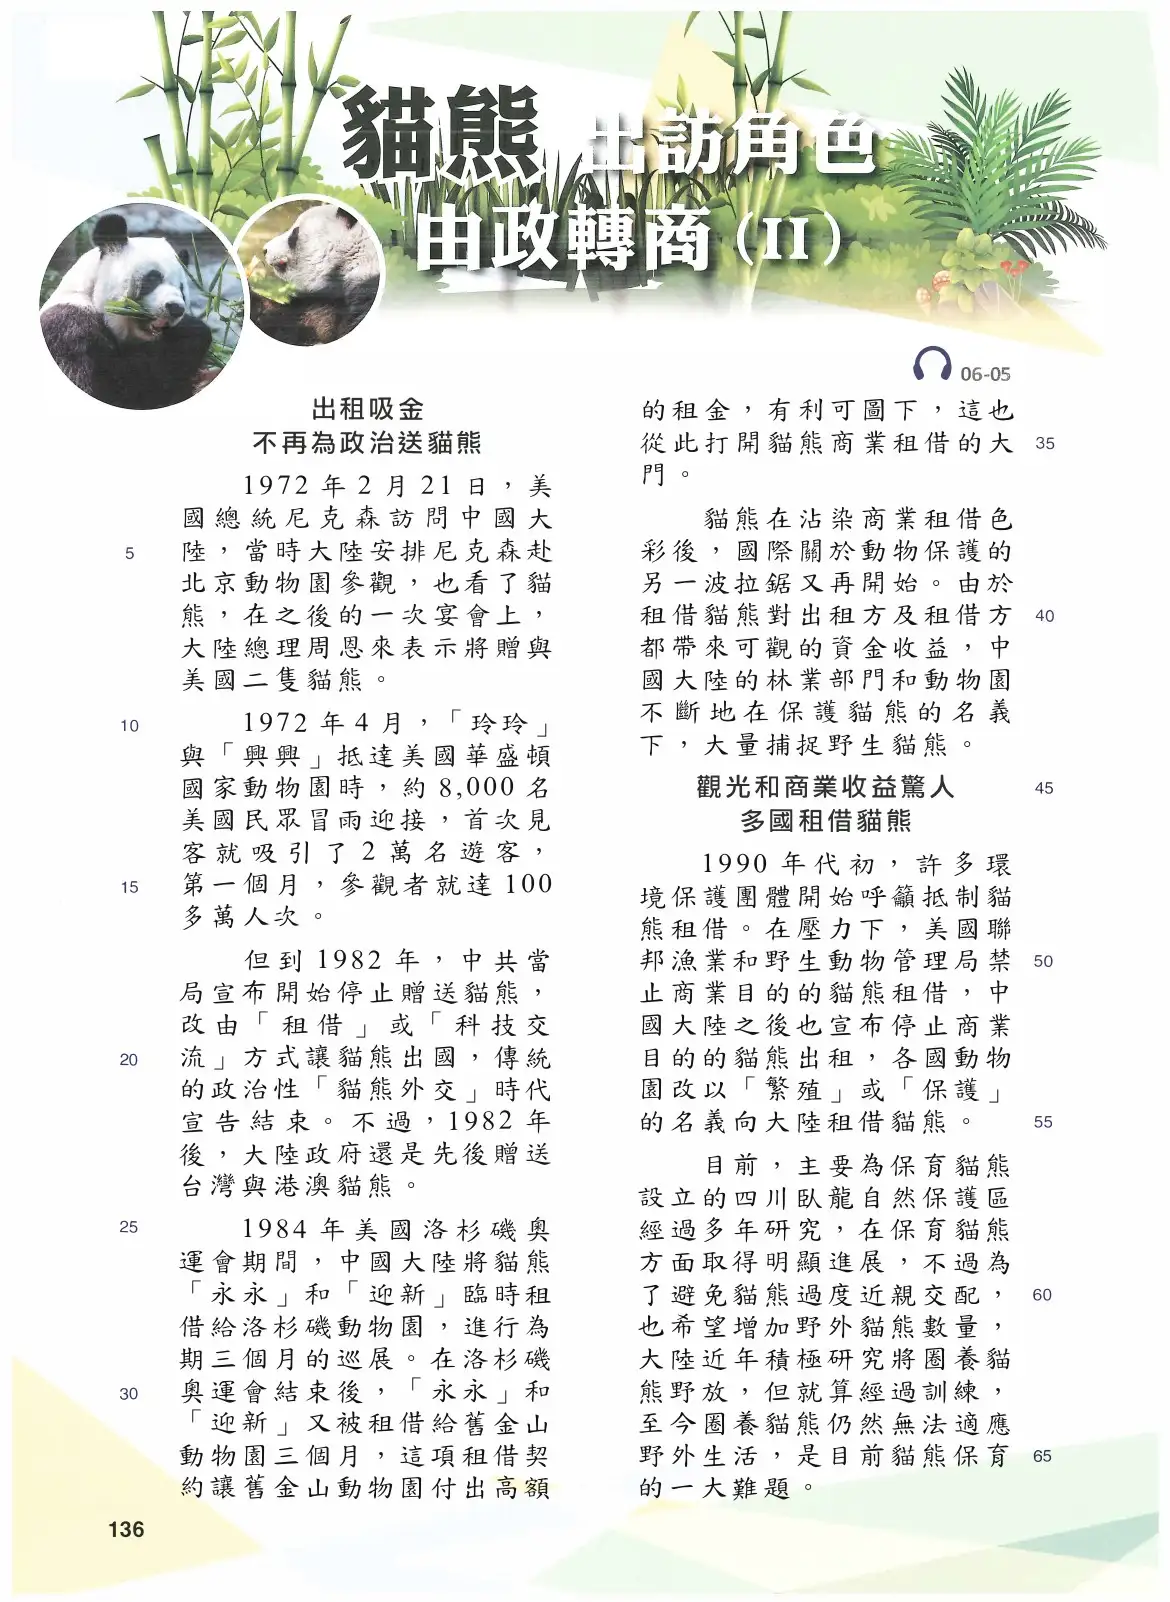 貓熊 出訪角色
由政轉商（II）
06-05
出租吸金
不再為政治送貓熊
1972 年 2 月 21 日，美
國總統尼克森訪問中國大
5 陸，當時大陸安排尼克森赴
北京動物園參觀，也看了貓
熊，在之後的一次宴會上，
大陸總理周恩來表示將贈與
美國二隻貓熊。
10 1972 年 4 月，「玲玲」
與「興興」抵達美國華盛頓
國家動物園時，約 8,000 名
美國民眾冒雨迎接，首次見
客就吸引了 2 萬名遊客，
15 第一個月，參觀者就達 100
多萬人次。
但到 1982 年，中共當
局宣布開始停止贈送貓熊，
改由「租借」或「科技交
20 流」方式讓貓熊出國，傳統
的政治性「貓熊外交」時代
宣告結束。不過，1982 年
後，大陸政府還是先後贈送
台灣與港澳貓熊。
25 1984 年美國洛杉磯奧
運會期間，中國大陸將貓熊
「永永」和「迎新」臨時租
借給洛杉磯動物園，進行為
期三個月的巡展。在洛杉磯
30 奧運會結束後，「永永」和
「迎新」又被租借給舊金山
動物園三個月，這項租借契
約讓舊金山動物園付出高額
的租金，有利可圖下，這也
從此打開貓熊商業租借的大 35
門。
貓熊在沾染商業租借色
彩後，國際關於動物保護的
另一波拉鋸又再開始。由於
租借貓熊對出租方及租借方 40
都帶來可觀的資金收益，中
國大陸的林業部門和動物園
不斷地在保護貓熊的名義
下，大量捕捉野生貓熊。
觀光和商業收益驚人 45
多國租借貓熊
1990 年代初，許多環
境保護團體開始呼籲抵制貓
熊租借。在壓力下，美國聯
邦漁業和野生動物管理局禁 50
止商業目的的貓熊租借，中
國大陸之後也宣布停止商業
目的的貓熊出租，各國動物
園改以「繁殖」或「保護」
的名義向大陸租借貓熊。 55
目前，主要為保育貓熊
設立的四川臥龍自然保護區
經過多年研究，在保育貓熊
方面取得明顯進展，不過為
了避免貓熊過度近親交配， 60
也希望增加野外貓熊數量，
大陸近年積極研究將圈養貓
熊野放，但就算經過訓練，
至今圈養貓熊仍然無法適應
野外生活，是目前貓熊保育 65
的一大難題。
136